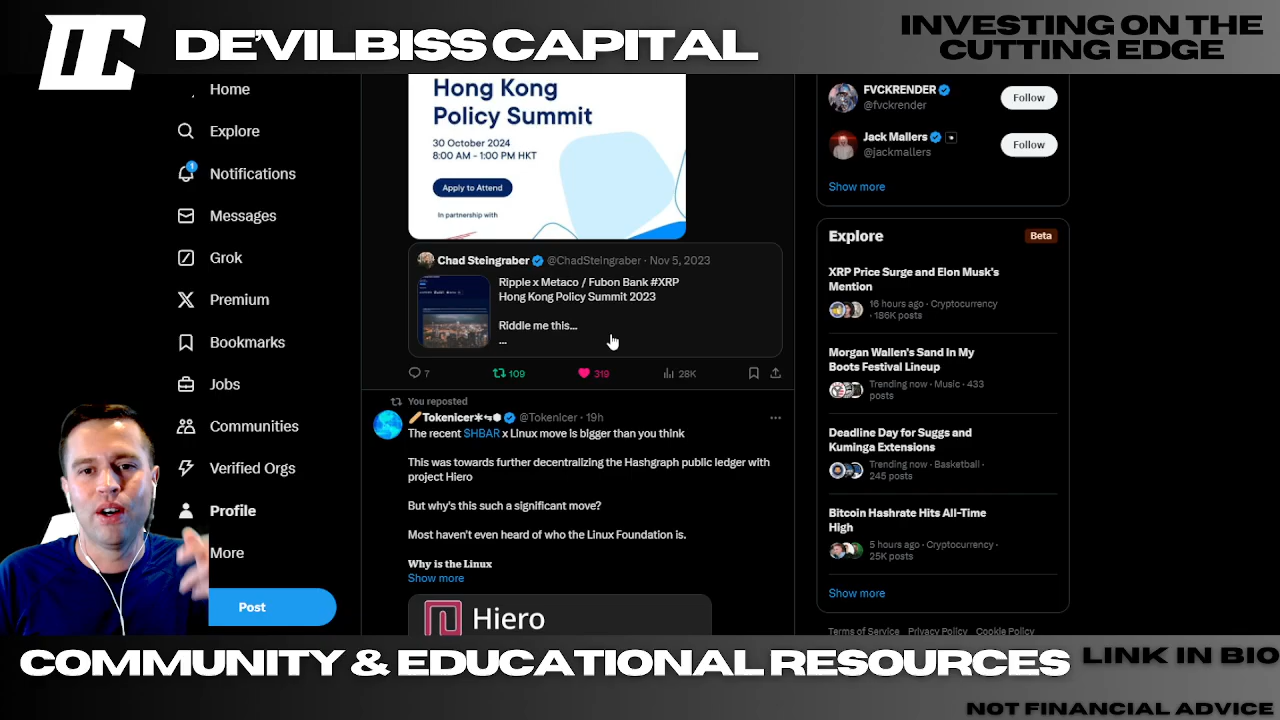 DE'VILBISS CAPITAL
INVESTING ON THE
CUTTING EDGE
Home
Explore
Notifications
1
Messages
Grok
Premium
Bookmarks
Jobs
Communities
Verified Orgs
Profile
More
Post
Hong Kong
Policy Summit
30 October 2024
8:00 AM - 1:00 PM HKT
Apply to Attend
In partnership with
Chad Steingraber @ChadSteingraber · Nov 5, 2023
Ripple x Metaco / Fubon Bank #XRP
Hong Kong Policy Summit 2023
Riddle me this...
...
7 109 319 28K
You reposted
Tokenicer @Tokenicer · 19h
The recent $HBAR x Linux move is bigger than you think
This was towards further decentralizing the Hashgraph public ledger with
project Hiero
But why's this such a significant move?
Most haven't even heard of who the Linux Foundation is.
Why is the Linux
Show more
Hiero
FVCKRENDER
@fvckrender
Follow
Jack Mallers
@jackmallers
Follow
Show more
Explore
Beta
XRP Price Surge and Elon Musk's
Mention
16 hours ago · Cryptocurrency
· 186K posts
Morgan Wallen's Sand In My
Boots Festival Lineup
Trending now · Music · 433
posts
Deadline Day for Suggs and
Kuminga Extensions
Trending now · Basketball ·
245 posts
Bitcoin Hashrate Hits All-Time
High
5 hours ago · Cryptocurrency ·
25K posts
Show more
Terms of Service Privacy Policy Cookie Policy
COMMUNITY & EDUCATIONAL RESOURCES
LINK IN BIO
NOT FINANCIAL ADVICE